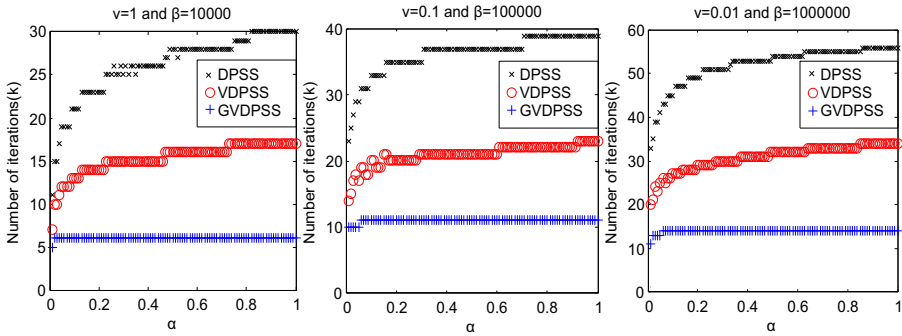 v=1 and β=10000
Number of iterations(k)
30
25
20
15
10
5
0
0
0.2
0.4
0.6
0.8
1
α
DPSS
VDPSS
GVDPSS
v=0.1 and β=100000
Number of iterations(k)
40
30
20
10
0
0
0.2
0.4
0.6
0.8
1
α
DPSS
VDPSS
GVDPSS
v=0.01 and β=1000000
Number of iterations(k)
60
50
40
30
20
10
0
0
0.2
0.4
0.6
0.8
1
α
DPSS
VDPSS
GVDPSS